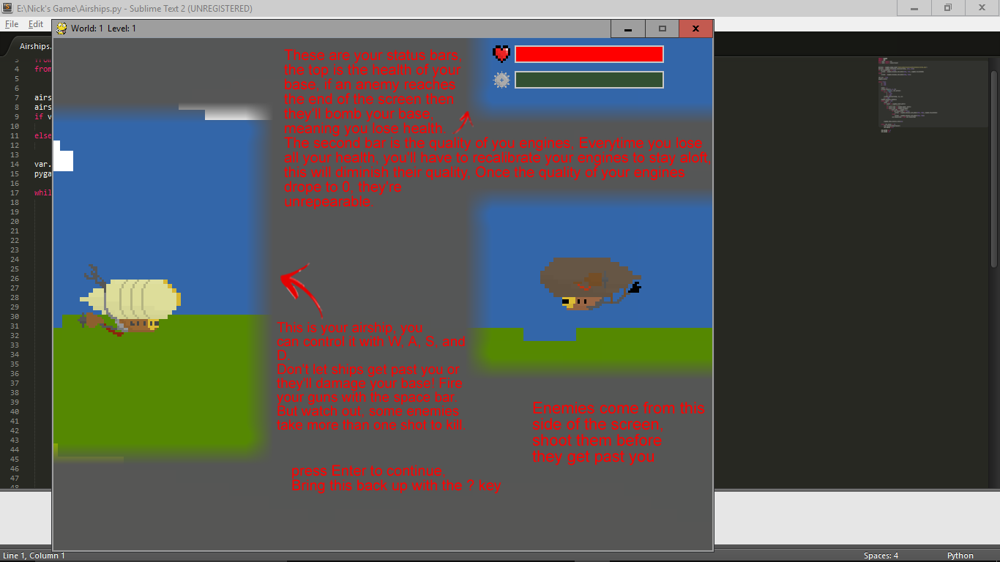 E:\Nick's Game\Airships.py - Sublime Text 2 (UNREGISTERED)
File Edit
World: 1 Level: 1
Airships.
These are your status bars,
the top is the health of your
base, if an anemy reaches
the end of the screen then
they'll bomb your base,
meaning you lose health.
The second bar is the quality of you engines, Everytime you lose
all your health, you'll have to recalibrate your engines to stay aloft,
this will diminish their quality, Once the quality of your engines
drope to 0, they're
unrepearable.
This is your airship, you
can control it with W, A, S, and
D.
Don't let ships get past you or
they'll damage your base! Fire
your guns with the space bar.
But watch out, some enemies
take more than one shot to kill.
Enemies come from this
side of the screen,
shoot them before
they get past you
press Enter to continue,
Bring this back up with the ? key
3 from
4 from
5
6
7 airs
8 airs
9 if v
10
11 else
12
13
14 var.
15 pyga
16
17 whil
18
19
20
21
22
23
24
25
26
27
28
29
30
31
32
33
34
35
36
37
38
39
40
41
42
43
44
45
46
47
48
Line 1, Column 1
Spaces: 4
Python